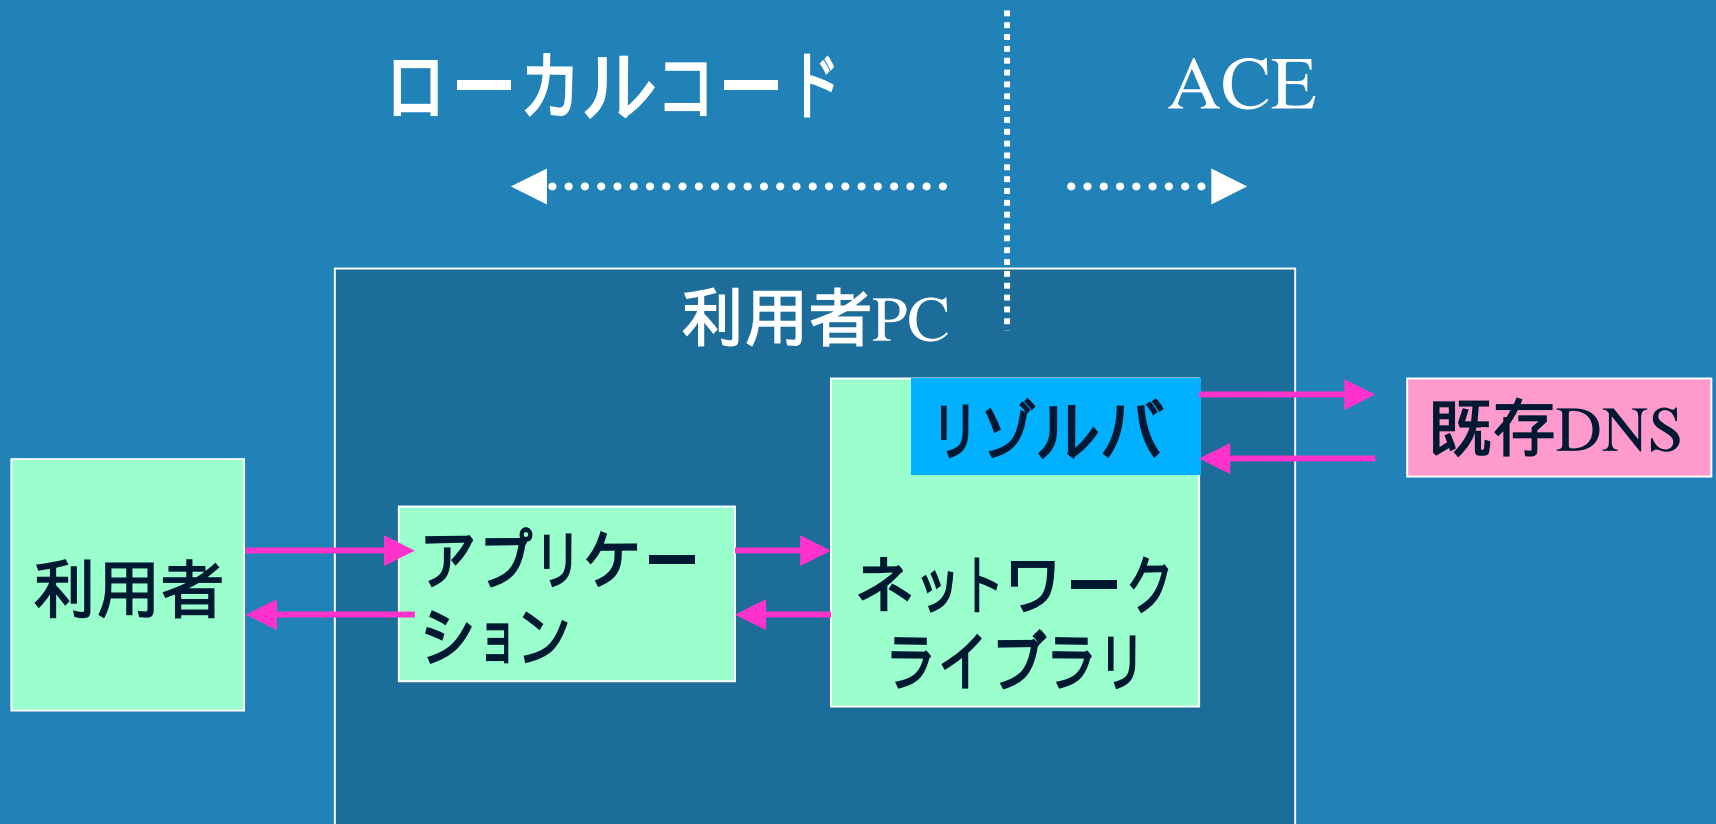 ローカルコード
ACE
利用者PC
リゾルバ
既存DNS
利用者
アプリケー
ション
ネットワーク
ライブラリ